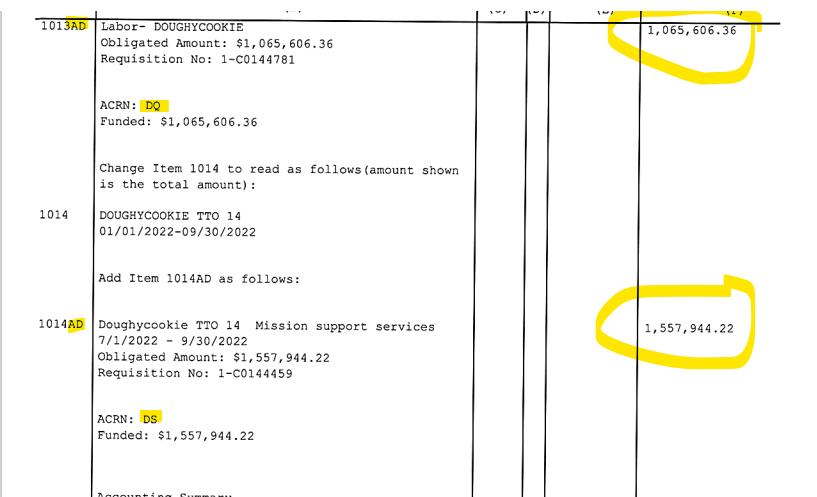 1013AD Labor- DOUGHYCOOKIE 1,065,606.36
Obligated Amount: $1,065,606.36
Requisition No: 1-C0144781
ACRN: DQ
Funded: $1,065,606.36
Change Item 1014 to read as follows(amount shown
is the total amount):
1014 DOUGHYCOOKIE TTO 14
01/01/2022-09/30/2022
Add Item 1014AD as follows:
1014AD Doughycookie TTO 14 Mission support services 1,557,944.22
7/1/2022 - 9/30/2022
Obligated Amount: $1,557,944.22
Requisition No: 1-C0144459
ACRN: DS
Funded: $1,557,944.22
Accounting Summary